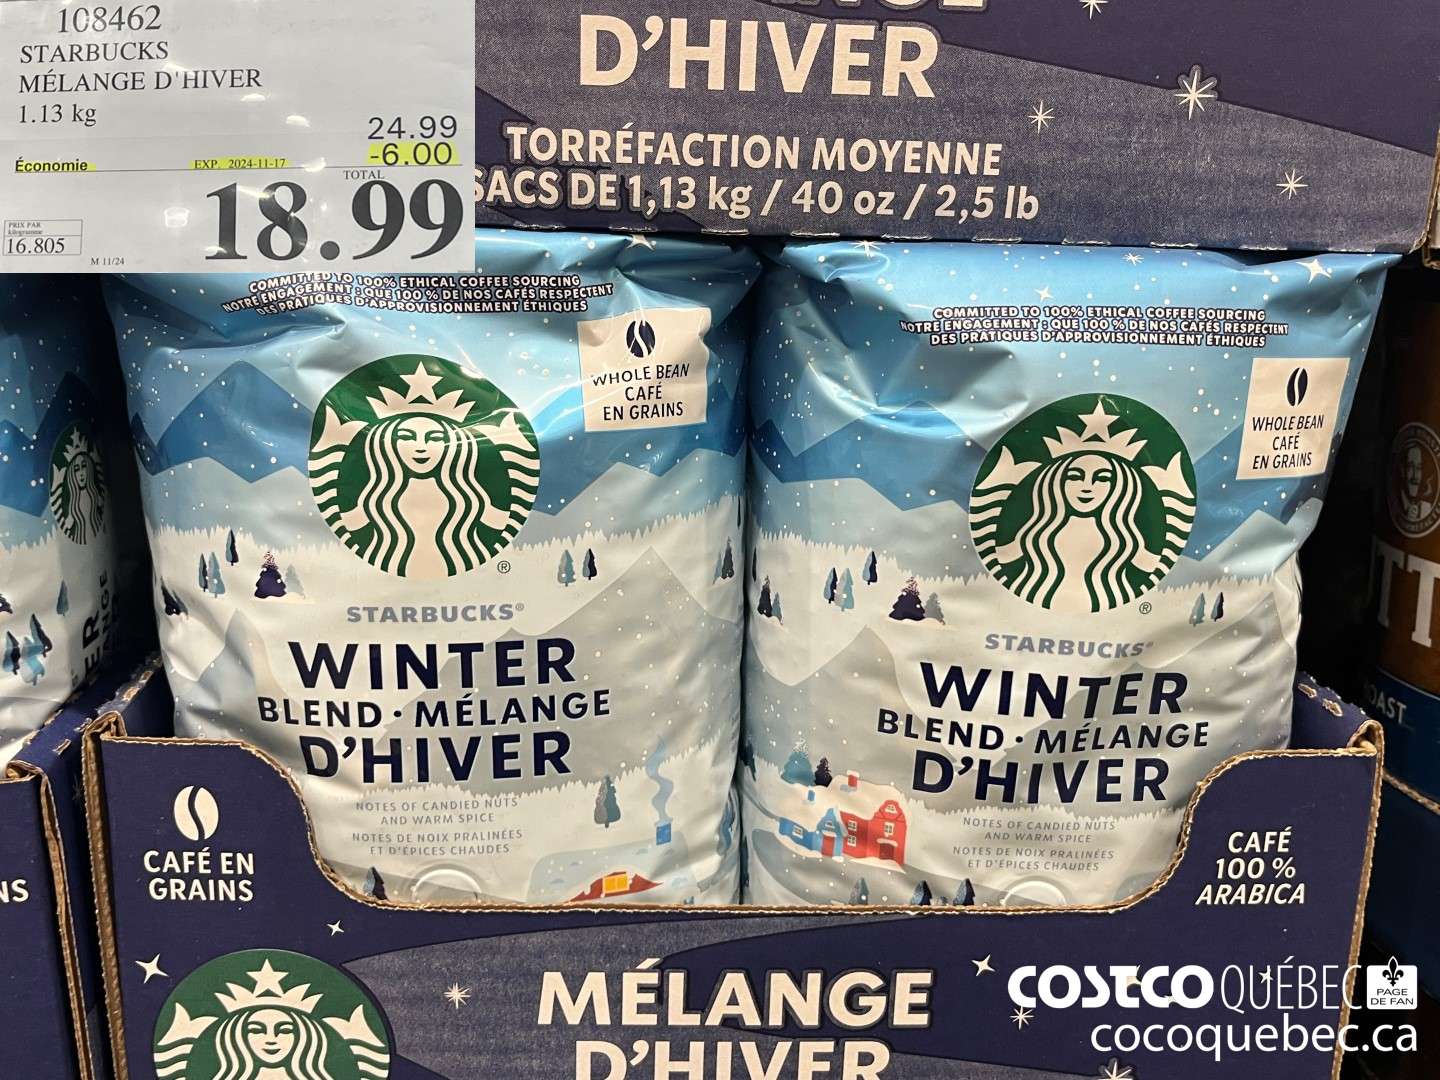 108462
STARBUCKS
MÉLANGE D'HIVER
1.13 kg
24.99
Économie
EXP. 2024-11-17
-6.00
TOTAL
18.99
PRIX PAR
kilogramme
16.805
M 11/24
D'HIVER
TORRÉFACTION MOYENNE
SACS DE 1,13 kg / 40 oz / 2,5 lb
COMMITTED TO 100% ETHICAL COFFEE SOURCING
NOTRE ENGAGEMENT : QUE 100 % DE NOS CAFÉS RESPECTENT
DES PRATIQUES D'APPROVISIONNEMENT ÉTHIQUES
WHOLE BEAN
CAFÉ
EN GRAINS
STARBUCKS®
WINTER
BLEND · MÉLANGE
D'HIVER
NOTES OF CANDIED NUTS
AND WARM SPICE
NOTES DE NOIX PRALINÉES
ET D'ÉPICES CHAUDES
COMMITTED TO 100% ETHICAL COFFEE SOURCING
NOTRE ENGAGEMENT : QUE 100 % DE NOS CAFÉS RESPECTENT
DES PRATIQUES D'APPROVISIONNEMENT ÉTHIQUES
WHOLE BEAN
CAFÉ
EN GRAINS
STARBUCKS®
WINTER
BLEND · MÉLANGE
D'HIVER
NOTES OF CANDIED NUTS
AND WARM SPICE
NOTES DE NOIX PRALINÉES
ET D'ÉPICES CHAUDES
CAFÉ EN
GRAINS
CAFÉ
100 %
ARABICA
MÉLANGE
D'HIVER
COSTCO QUÉBEC
PAGE
DE FAN
cocoquebec.ca